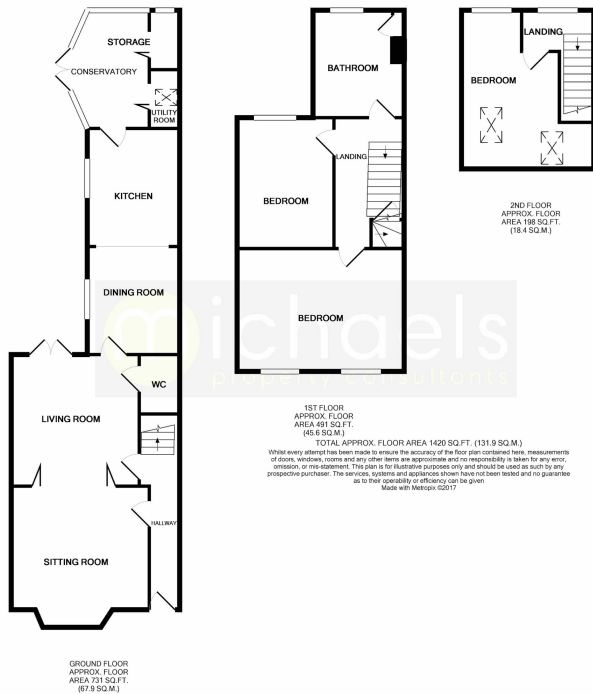 STORAGE
CONSERVATORY
UTILITY
ROOM
KITCHEN
DINING ROOM
WC
LIVING ROOM
HALLWAY
SITTING ROOM
GROUND FLOOR
APPROX. FLOOR
AREA 731 SQ.FT.
(67.9 SQ.M.)
BATHROOM
LANDING
BEDROOM
BEDROOM
1ST FLOOR
APPROX. FLOOR
AREA 491 SQ.FT.
(45.6 SQ.M.)
LANDING
BEDROOM
2ND FLOOR
APPROX. FLOOR
AREA 198 SQ.FT.
(18.4 SQ.M.)
michaels
property consultants
TOTAL APPROX. FLOOR AREA 1420 SQ.FT. (131.9 SQ.M.)
Whilst every attempt has been made to ensure the accuracy of the floor plan contained here, measurements
of doors, windows, rooms and any other items are approximate and no responsibility is taken for any error,
omission, or mis-statement. This plan is for illustrative purposes only and should be used as such by any
prospective purchaser. The services, systems and appliances shown have not been tested and no guarantee
as to their operability or efficiency can be given
Made with Metropix ©2017